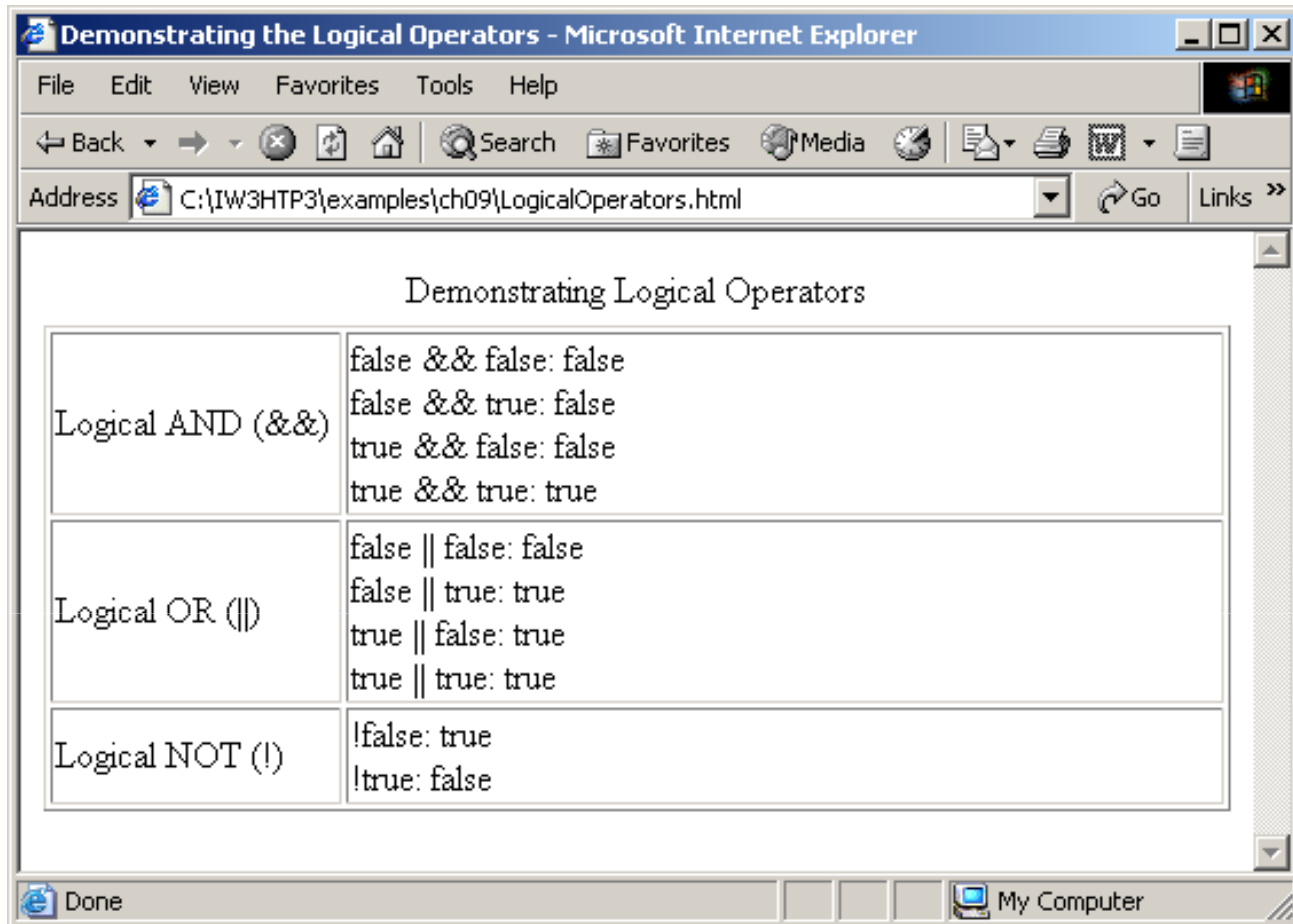 Demonstrating the Logical Operators - Microsoft Internet Explorer
File Edit View Favorites Tools Help
Back Search Favorites Media W
Address C:\IW3HTP3\examples\ch09\LogicalOperators.html Go Links »
Demonstrating Logical Operators
Logical AND (&&)
false && false: false
false && true: false
true && false: false
true && true: true
Logical OR (||)
false || false: false
false || true: true
true || false: true
true || true: true
Logical NOT (!)
!false: true
!true: false
Done My Computer